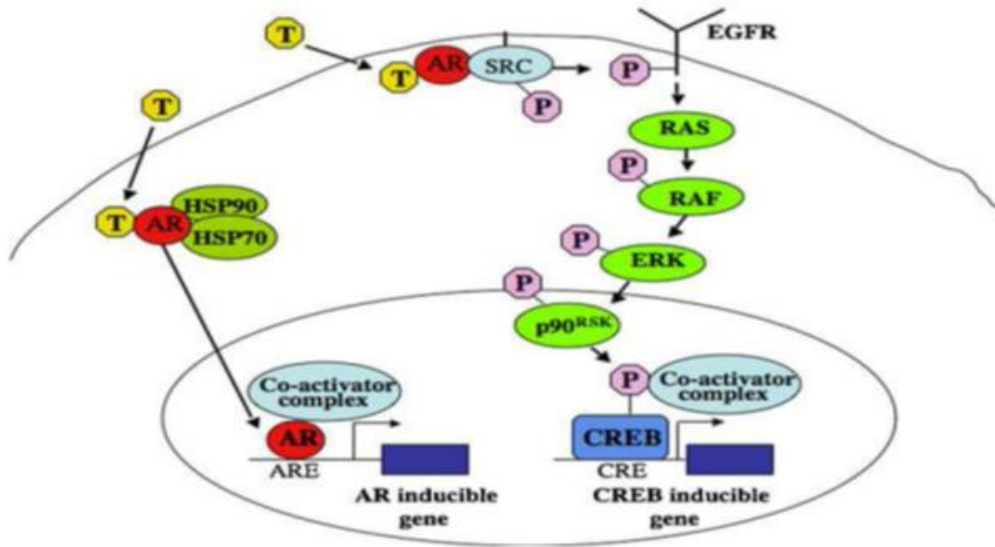 T
EGFR
T
AR
SRC
P
P
T
RAS
P
RAF
T
AR
HSP90
HSP70
P
ERK
P
p90RSK
Co-activator
complex
AR
ARE
AR inducible
gene
P
Co-activator
complex
CREB
CRE
CREB inducible
gene
T